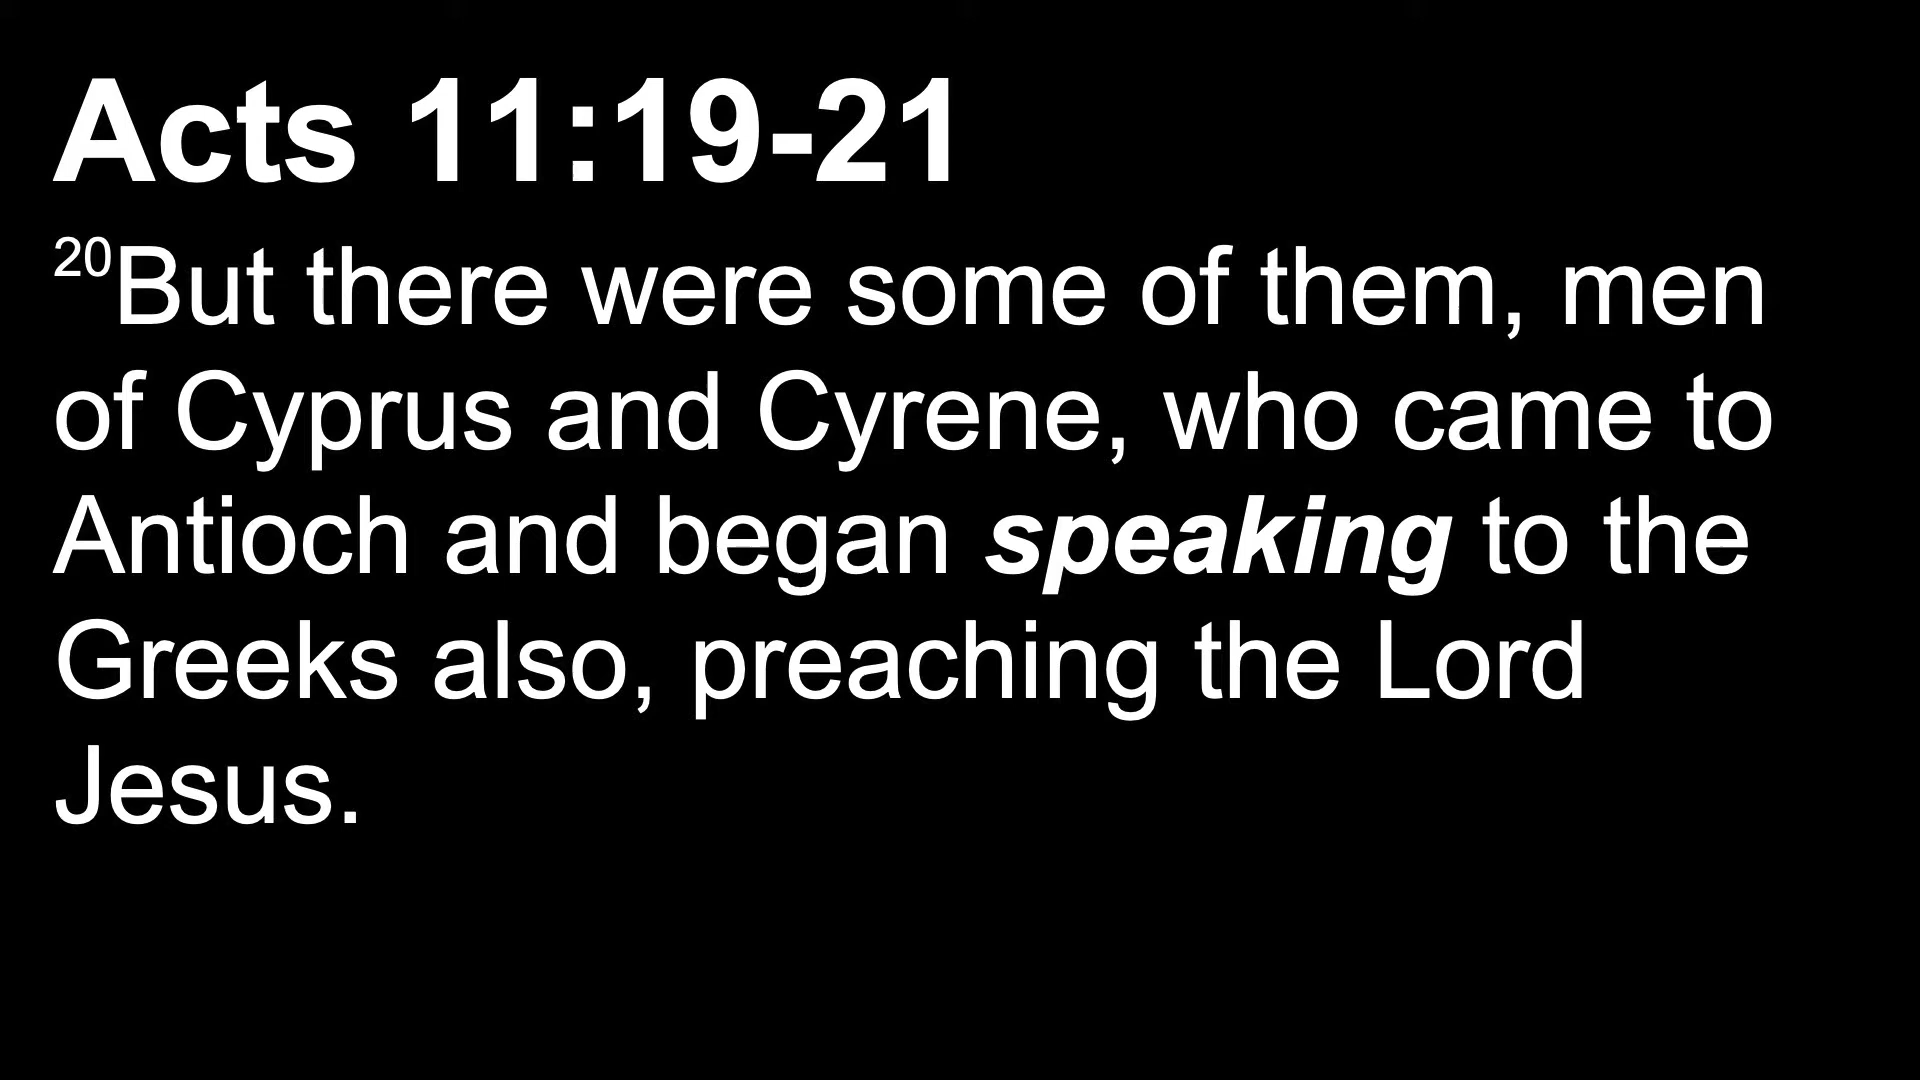 Acts 11:19-21
20But there were some of them, men
of Cyprus and Cyrene, who came to
Antioch and began speaking to the
Greeks also, preaching the Lord
Jesus.